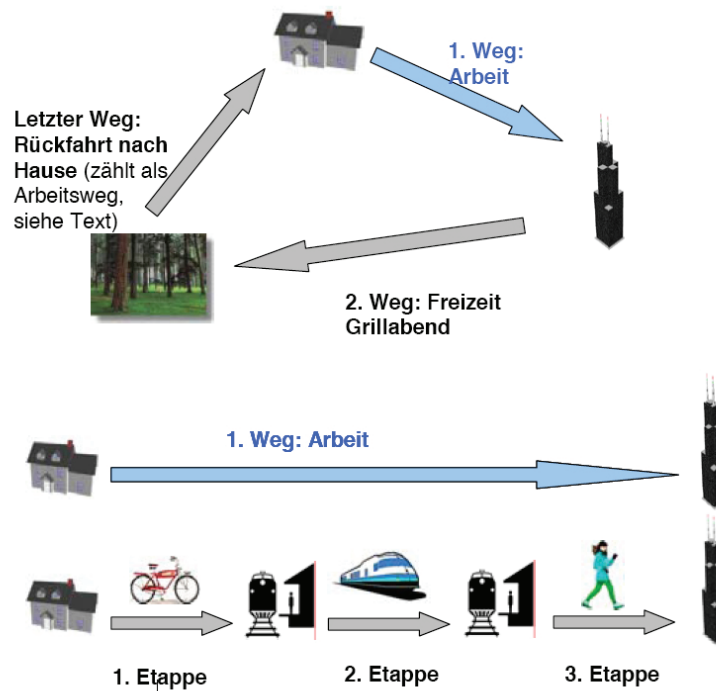 1. Weg:
Arbeit
Letzter Weg:
Rückfahrt nach
Hause (zählt als
Arbeitsweg,
siehe Text)
2. Weg: Freizeit
Grillabend
1. Weg: Arbeit
1. Etappe
2. Etappe
3. Etappe